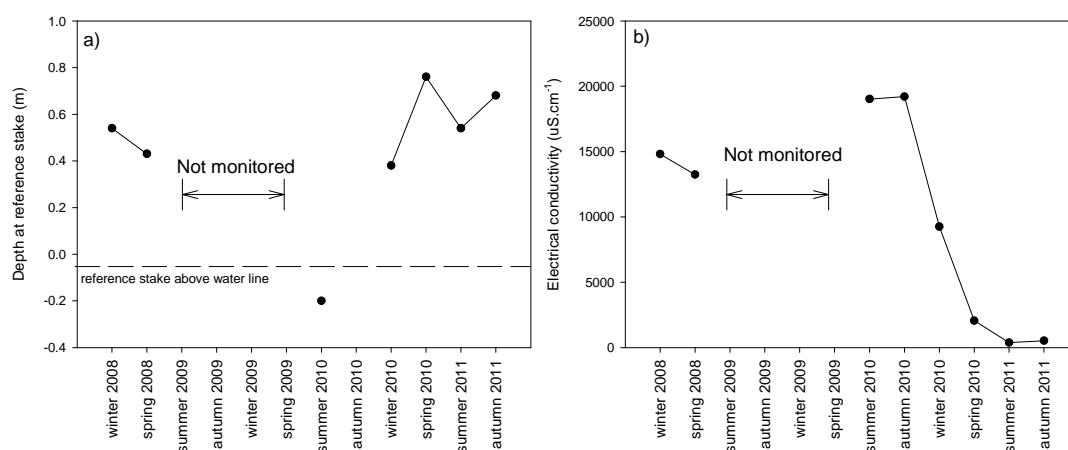 a)
Depth at reference stake (m)
1.0
0.8
0.6
0.4
0.2
0.0
-0.2
-0.4
Not monitored
reference stake above water line
winter 2008
spring 2008
summer 2009
autumn 2009
winter 2009
spring 2009
summer 2010
autumn 2010
winter 2010
spring 2010
summer 2011
autumn 2011
b)
Electrical conductivity (uS.cm⁻¹)
25000
20000
15000
10000
5000
0
Not monitored
winter 2008
spring 2008
summer 2009
autumn 2009
winter 2009
spring 2009
summer 2010
autumn 2010
winter 2010
spring 2010
summer 2011
autumn 2011